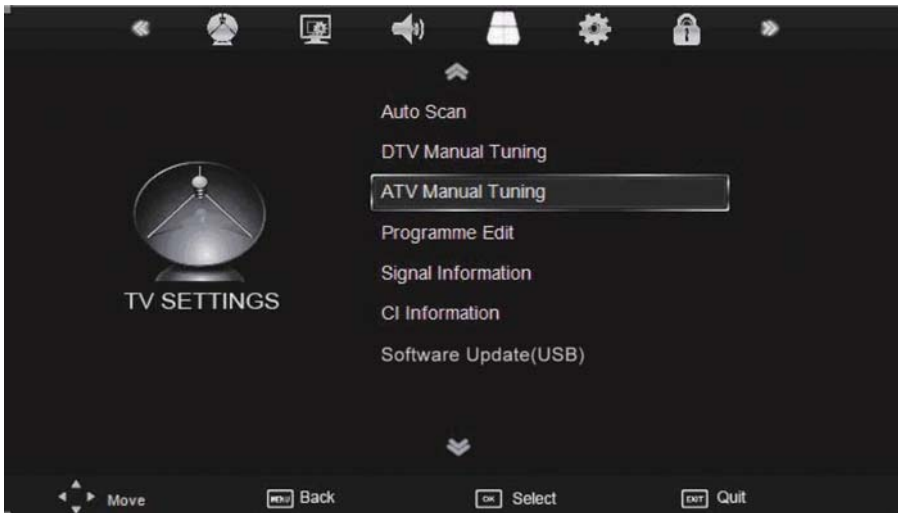 Auto Scan
DTV Manual Tuning
ATV Manual Tuning
Programme Edit
Signal Information
CI Information
Software Update(USB)
TV SETTINGS
Move
MENU Back
OK Select
EXIT Quit